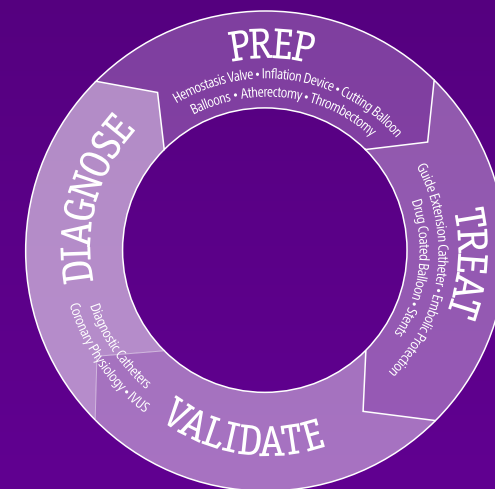 PREP
Hemostasis Valve • Inflation Device • Cutting Balloon
Balloons • Atherectomy • Thrombectomy
TREAT
Guide Extension Catheter • Embolic Protection
Drug Coated Balloon • Stents
VALIDATE
DIAGNOSE
Diagnostic Catheters
Coronary Physiology • IVUS